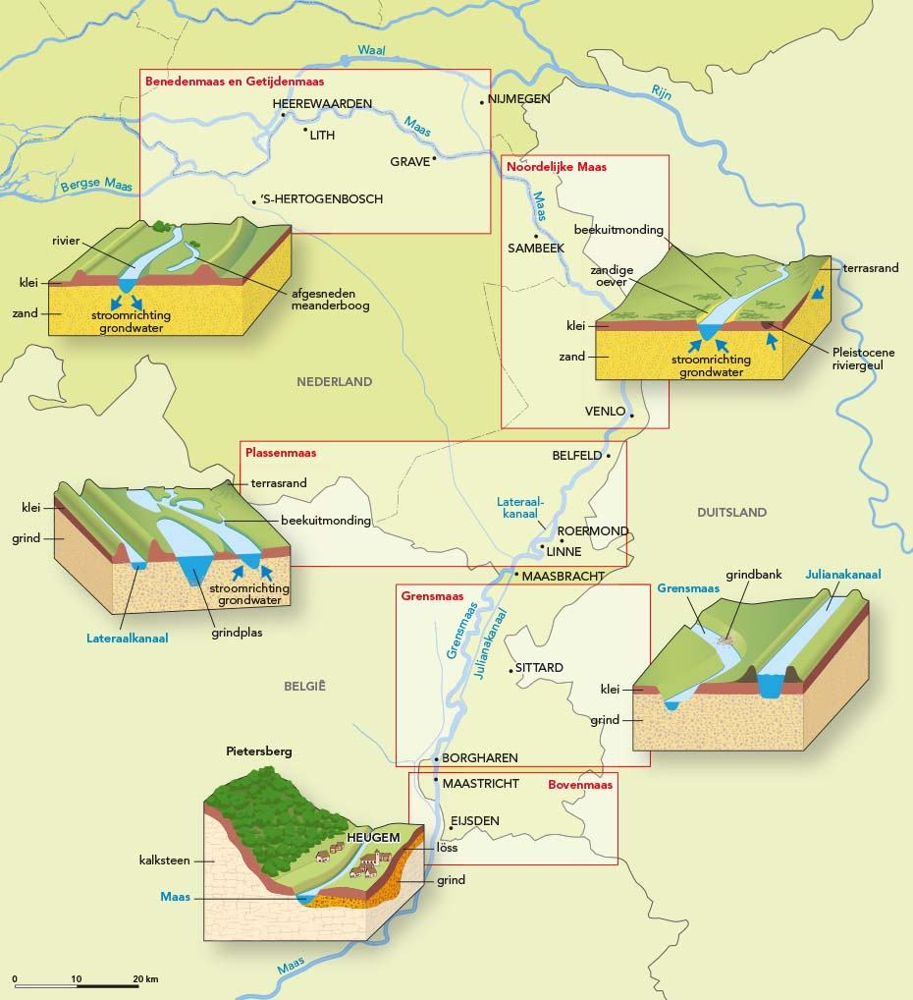 Waal
Benedenmaas en Getijdenmaas
HEEREWAARDEN
NIJMEGEN
Rijn
LITH
Maas
GRAVE
Noordelijke Maas
Bergse Maas
'S-HERTOGENBOSCH
Maas
SAMBEEK
beekuitmonding
zandige
oever
terrasrand
klei
zand
stroomrichting
grondwater
Pleistocene
riviergeul
rivier
klei
zand
stroomrichting
grondwater
afgesneden
meanderboog
NEDERLAND
VENLO
BELFELD
Plassenmaas
terrasrand
klei
grind
beekuitmonding
stroomrichting
grondwater
grindplas
Lateraalkanaal
Lateraal-
kanaal
ROERMOND
LINNE
DUITSLAND
MAASBRACHT
Grensmaas
Grensmaas
Julianakanaal
SITTARD
grindbank
Grensmaas
Julianakanaal
klei
grind
BELGIË
BORGHAREN
MAASTRICHT
Bovenmaas
EIJSDEN
Pietersberg
HEUGEM
löss
kalksteen
grind
Maas
Maas
0 10 20 km